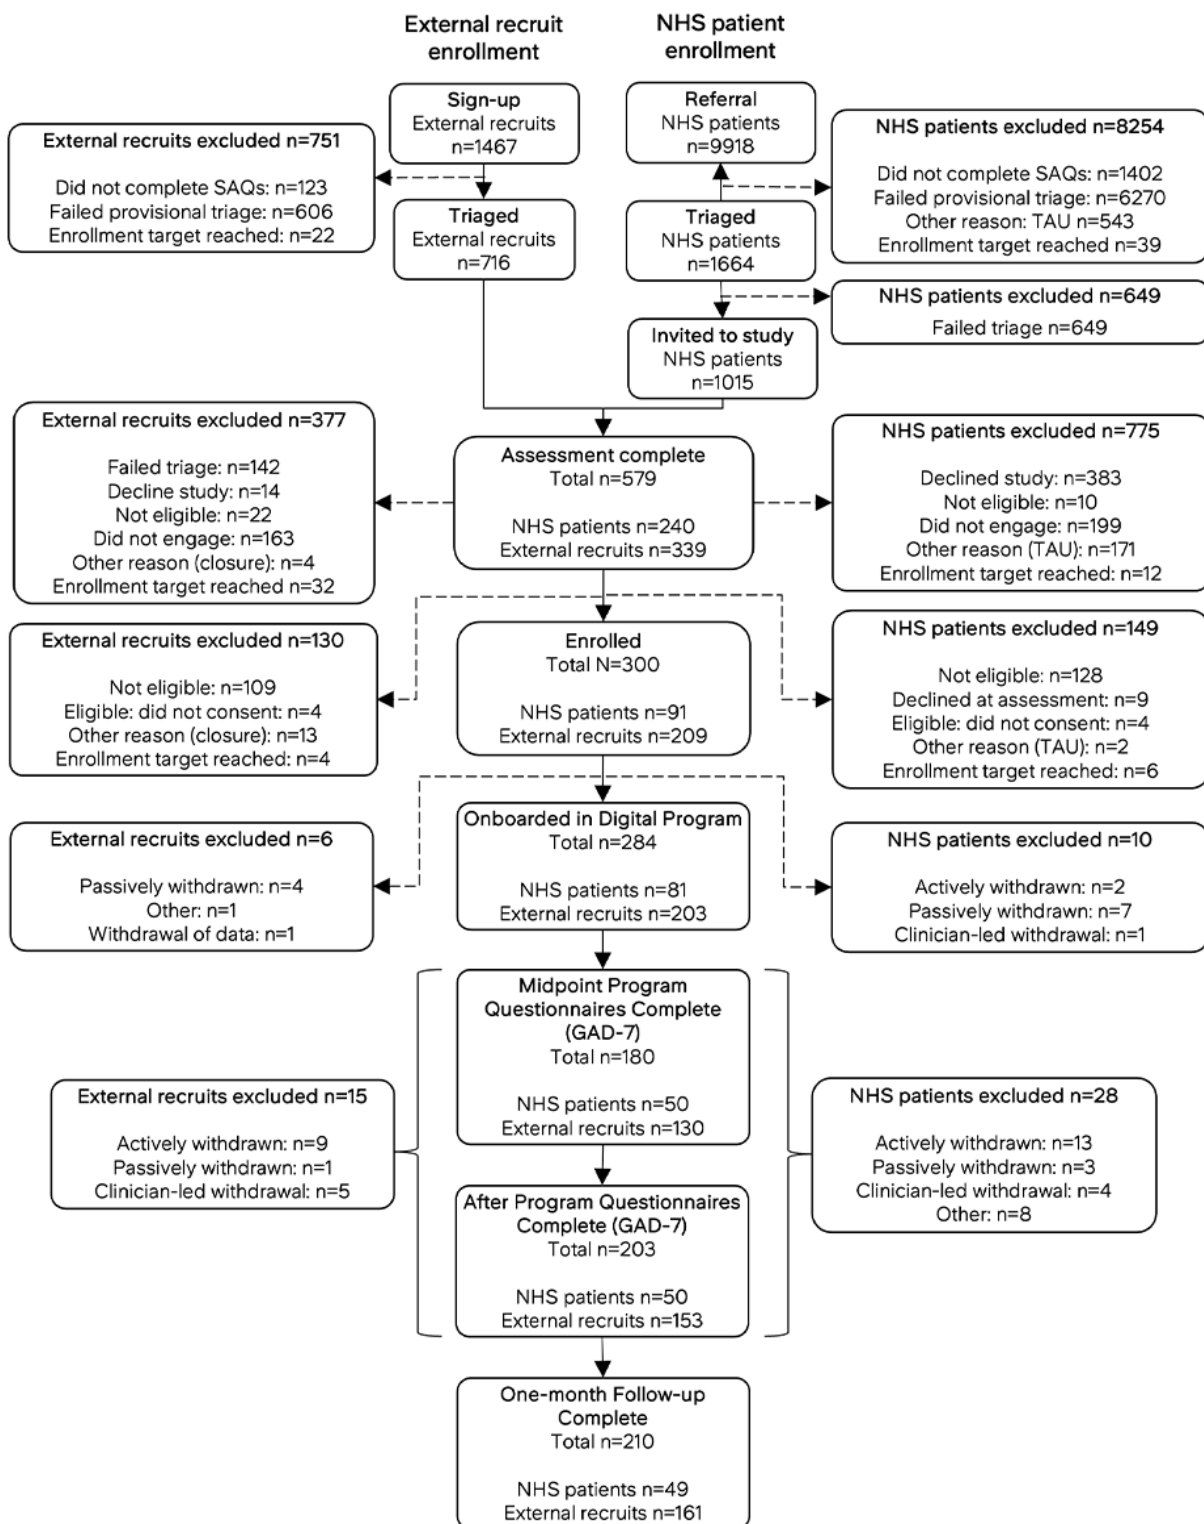 External recruit
enrollment
NHS patient
enrollment
Sign-up
External recruits
n=1467
Referral
NHS patients
n=9918
External recruits excluded n=751
Did not complete SAQs: n=123
Failed provisional triage: n=606
Enrollment target reached: n=22
NHS patients excluded n=8254
Did not complete SAQs: n=1402
Failed provisional triage: n=6270
Other reason: TAU n=543
Enrollment target reached n=39
Triaged
External recruits
n=716
Triaged
NHS patients
n=1664
NHS patients excluded n=649
Failed triage n=649
Invited to study
NHS patients
n=1015
External recruits excluded n=377
Failed triage: n=142
Decline study: n=14
Not eligible: n=22
Did not engage: n=163
Other reason (closure): n=4
Enrollment target reached n=32
Assessment complete
Total n=579
NHS patients n=240
External recruits n=339
NHS patients excluded n=775
Declined study: n=383
Not eligible: n=10
Did not engage: n=199
Other reason (TAU): n=171
Enrollment target reached: n=12
External recruits excluded n=130
Not eligible: n=109
Eligible: did not consent: n=4
Other reason (closure): n=13
Enrollment target reached: n=4
Enrolled
Total N=300
NHS patients n=91
External recruits n=209
NHS patients excluded n=149
Not eligible: n=128
Declined at assessment: n=9
Eligible: did not consent: n=4
Other reason (TAU): n=2
Enrollment target reached: n=6
External recruits excluded n=6
Passively withdrawn: n=4
Other: n=1
Withdrawal of data: n=1
Onboarded in Digital Program
Total n=284
NHS patients n=81
External recruits n=203
NHS patients excluded n=10
Actively withdrawn: n=2
Passively withdrawn: n=7
Clinician-led withdrawal: n=1
Midpoint Program
Questionnaires Complete
(GAD-7)
Total n=180
NHS patients n=50
External recruits n=130
External recruits excluded n=15
Actively withdrawn: n=9
Passively withdrawn: n=1
Clinician-led withdrawal: n=5
NHS patients excluded n=28
Actively withdrawn: n=13
Passively withdrawn: n=3
Clinician-led withdrawal: n=4
Other: n=8
After Program Questionnaires
Complete (GAD-7)
Total n=203
NHS patients n=50
External recruits n=153
One-month Follow-up
Complete
Total n=210
NHS patients n=49
External recruits n=161